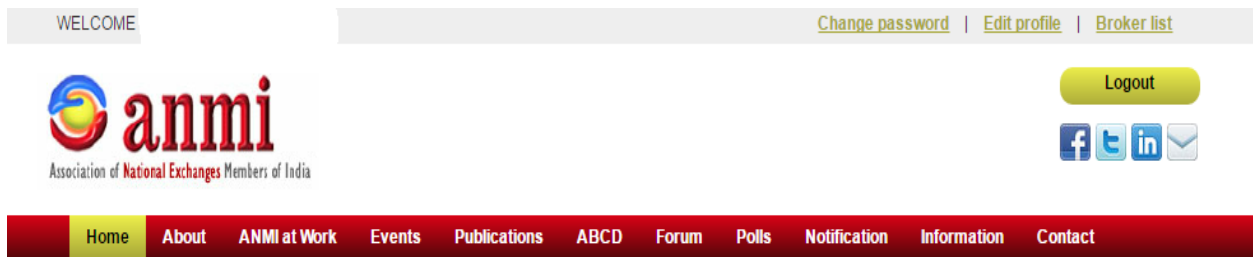 WELCOME Change password | Edit profile | Broker list
Logout
anmi
Association of National Exchanges Members of India
Home About ANMI at Work Events Publications ABCD Forum Polls Notification Information Contact